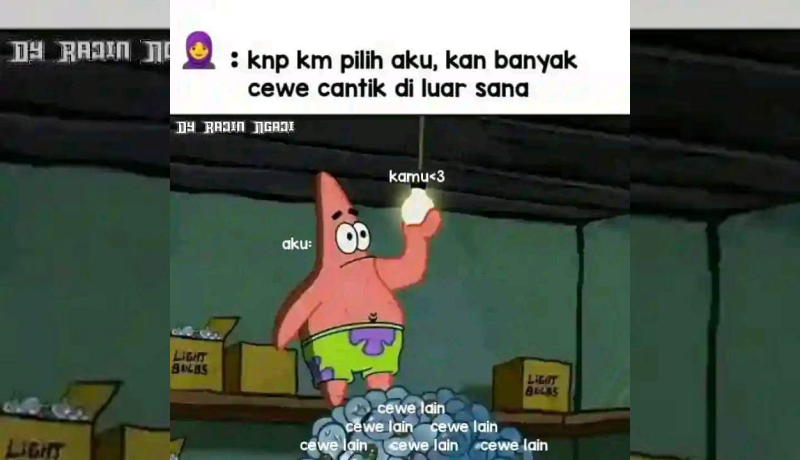 : knp km pilih aku, kan banyak
cewe cantik di luar sana
DY RAJIN NGAJI
kamu<3
aku:
LIGHT
BULBS
LIGHT
BULBS
cewe lain
cewe lain cewe lain
cewe lain cewe lain cewe lain
DY RAJIN
LIGHT